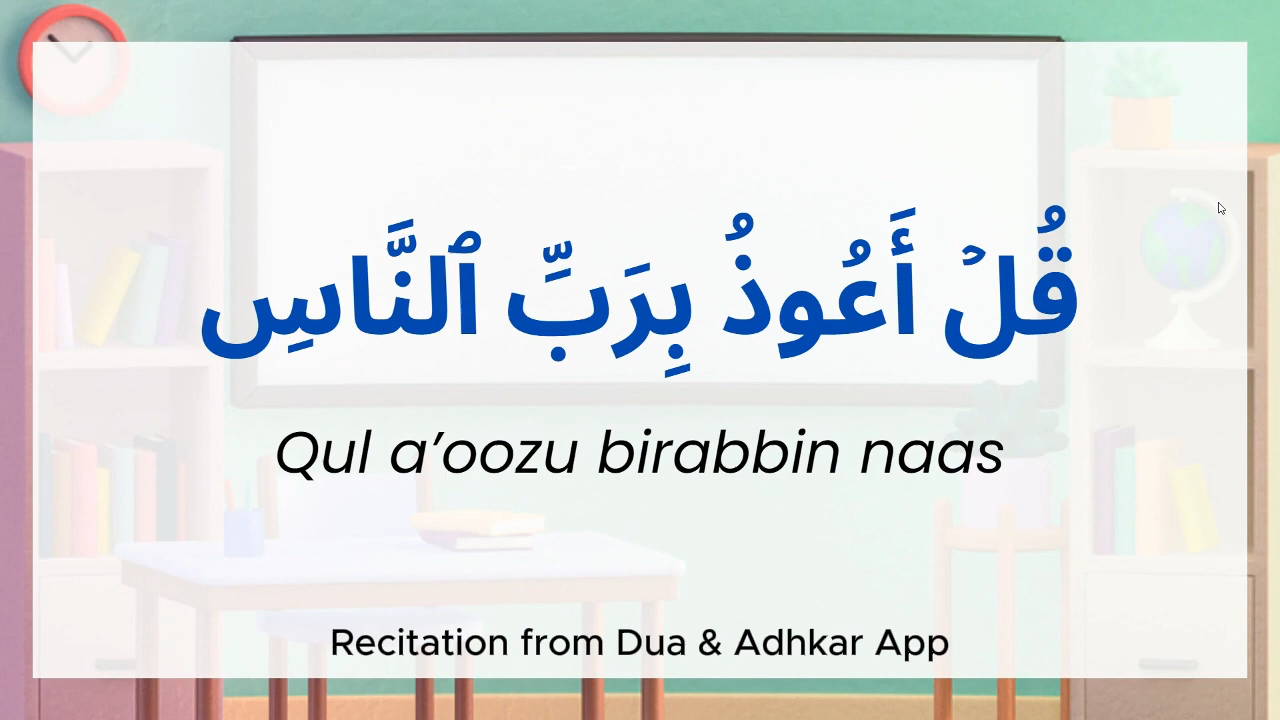 قُلۡ أَعُوذُ بِرَبِّ ٱلنَّاسِ
Qul a’oozu birabbin naas
Recitation from Dua & Adhkar App